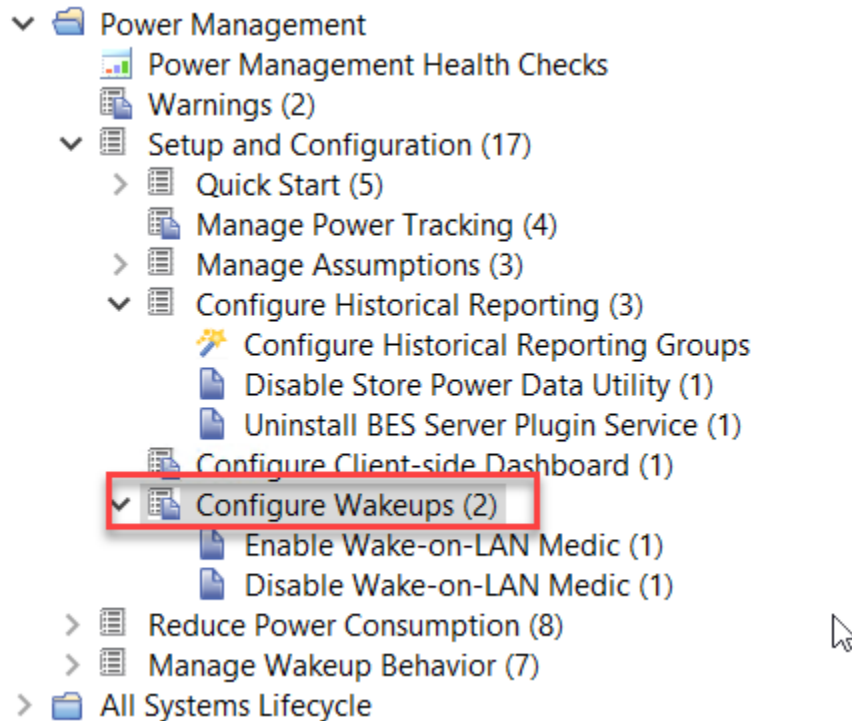 Power Management
Power Management Health Checks
Warnings (2)
Setup and Configuration (17)
Quick Start (5)
Manage Power Tracking (4)
Manage Assumptions (3)
Configure Historical Reporting (3)
Configure Historical Reporting Groups
Disable Store Power Data Utility (1)
Uninstall BES Server Plugin Service (1)
Configure Client-side Dashboard (1)
Configure Wakeups (2)
Enable Wake-on-LAN Medic (1)
Disable Wake-on-LAN Medic (1)
Reduce Power Consumption (8)
Manage Wakeup Behavior (7)
All Systems Lifecycle